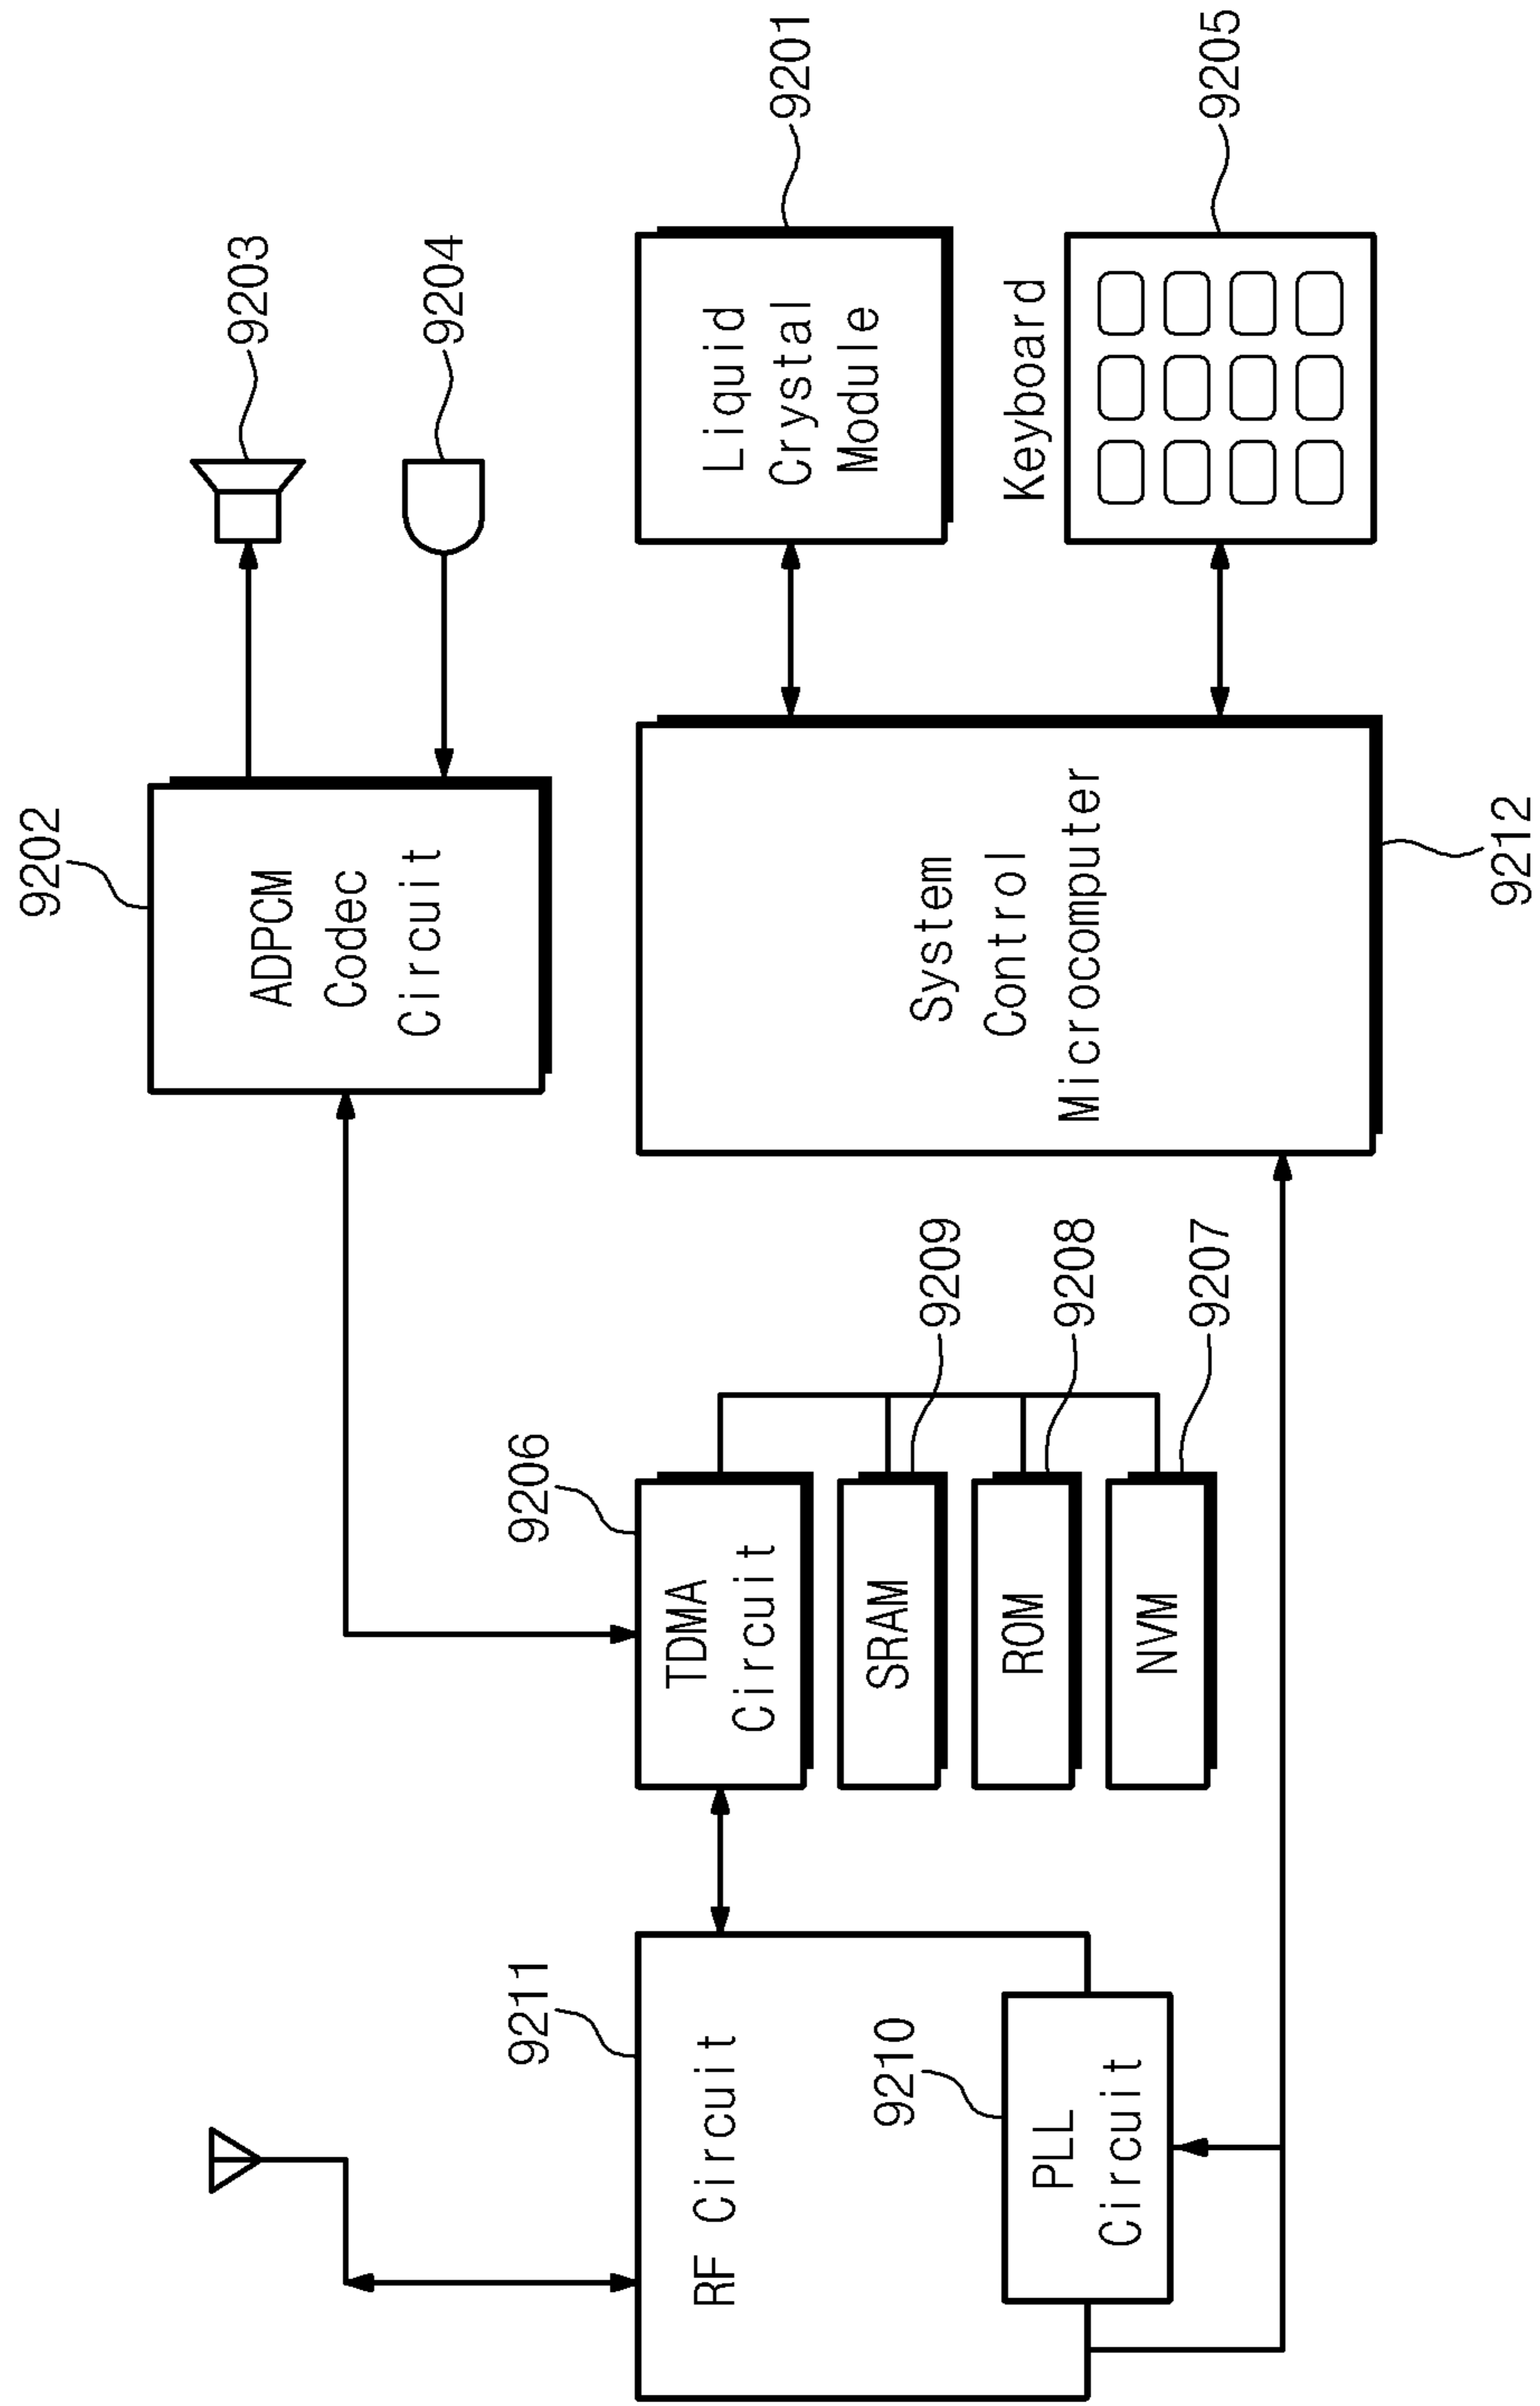 9202
ADPCM
Codec
Circuit
9203
9204
9211
RF Circuit
9210
PLL
Circuit
9206
TDMA
Circuit
SRAM
9209
ROM
9208
NVM
9207
System
Control
Microcomputer
9212
Liquid
Crystal
Module
9201
Keyboard
9205